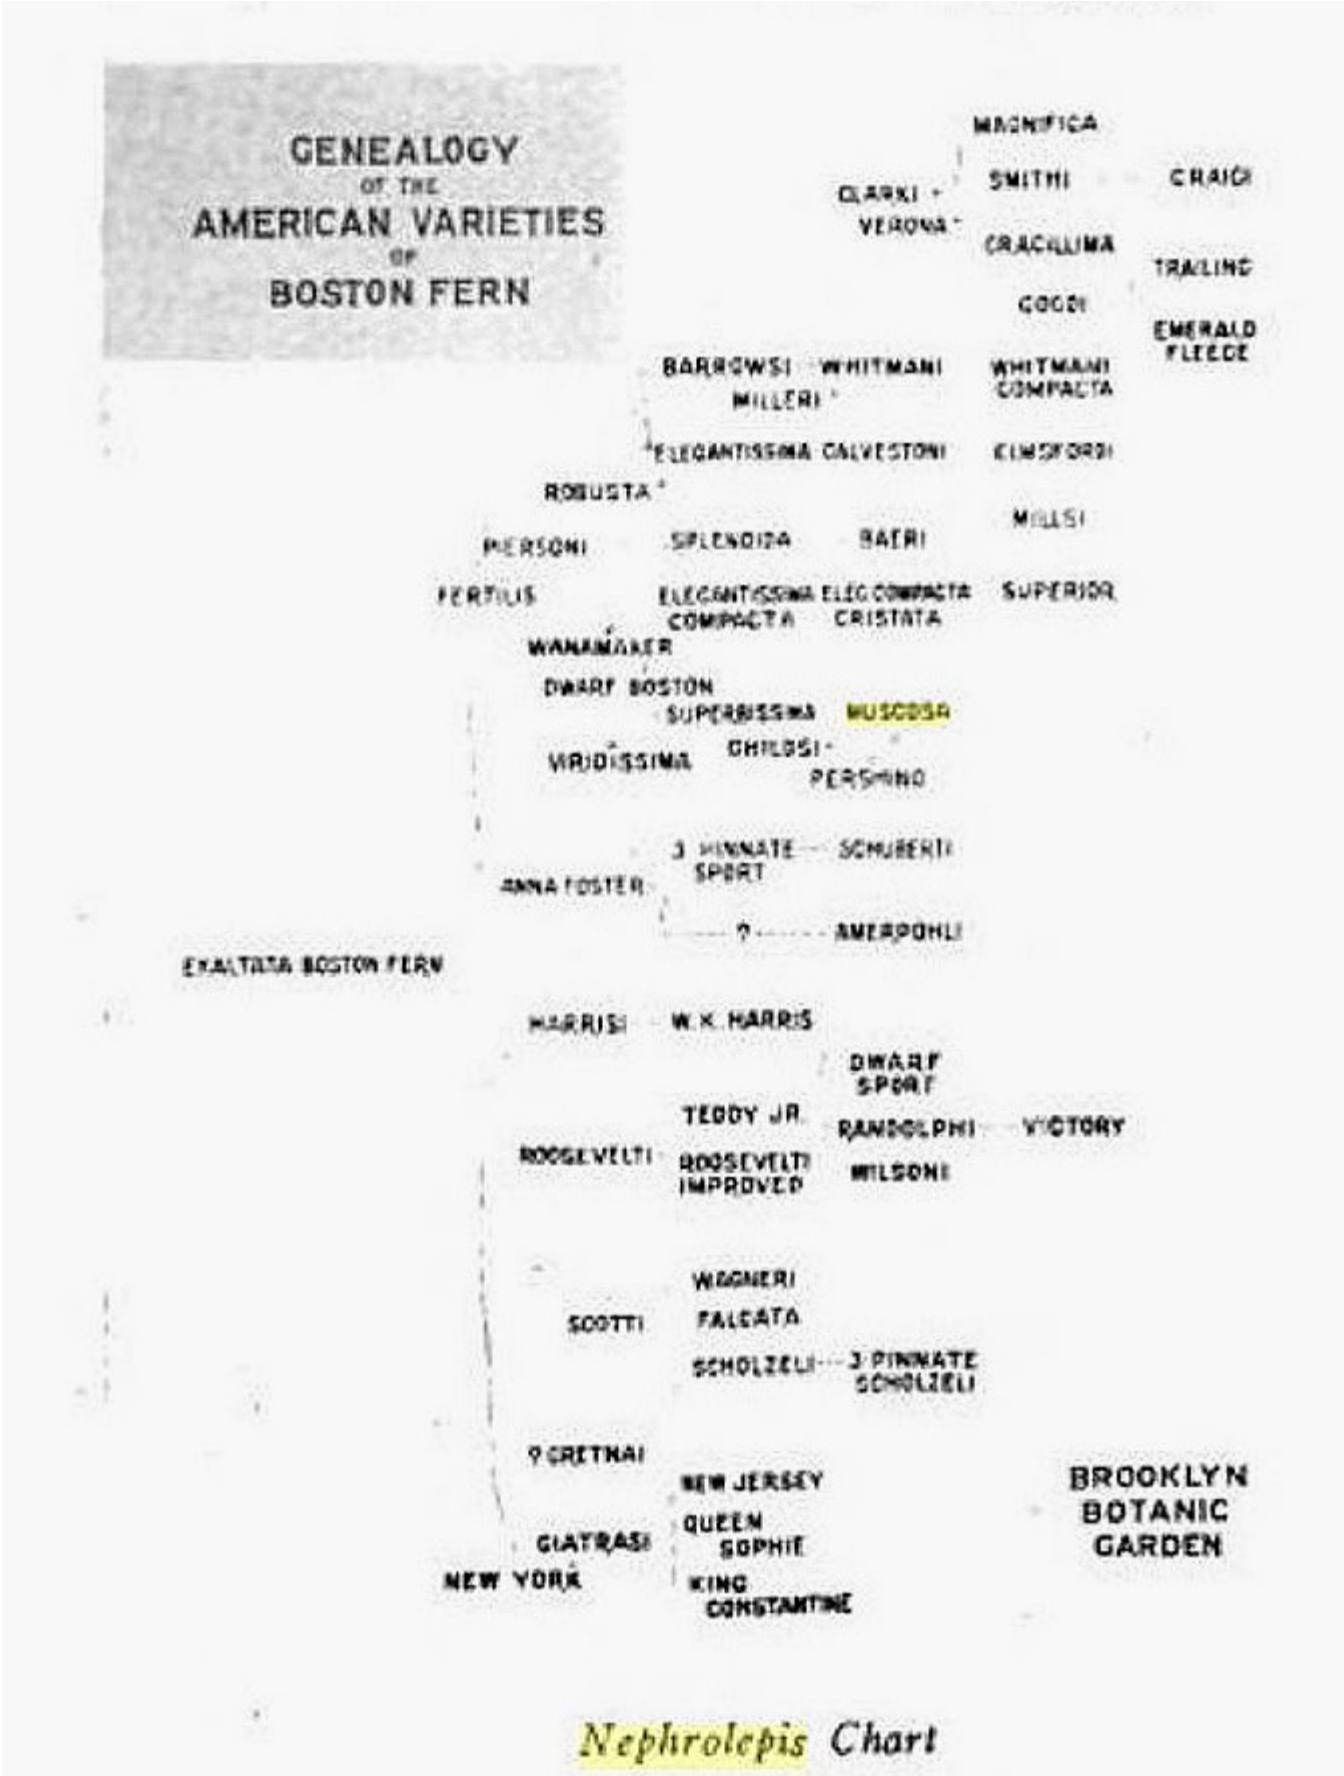 GENEALOGY
OF THE
AMERICAN VARIETIES
OF
BOSTON FERN
MAGNIFICA
CLARKI SMITHI CRAIGI
VERONA
GRACILLIMA
TRAILING
GOODI
EMERALD
FLEECE
BARROWSI WHITMANI WHITMANI
COMPACTA
MILLERI
ELEGANTISSIMA GALVESTONI ELMSFORDI
ROBUSTA
MILLSI
PIERSONI SPLENDIDA BAERI
FERTILIS ELEGANTISSIMA ELEG COMPACTA SUPERIOR
COMPACTA CRISTATA
WANAMAKER
DWARF BOSTON
SUPERBISSIMA MUSCOSA
VIRIDISSIMA CHILDSI
PERSHING
3 PINNATE SCHUBERTI
SPORT
ANNA FOSTER
? AMERPOHLI
EXALTATA BOSTON FERN
HARRISI W.K. HARRIS
DWARF
SPORT
TEDDY JR.
RANDOLPHI VICTORY
ROOSEVELTI ROOSEVELTI
IMPROVED
WILSONI
WAGNERI
SCOTTI FALCATA
SCHOLZELI 3 PINNATE
SCHOLZELI
? GRETNAI
NEW JERSEY
QUEEN
SOPHIE
GIATRASI
NEW YORK KING
CONSTANTINE
BROOKLYN
BOTANIC
GARDEN
Nephrolepis Chart